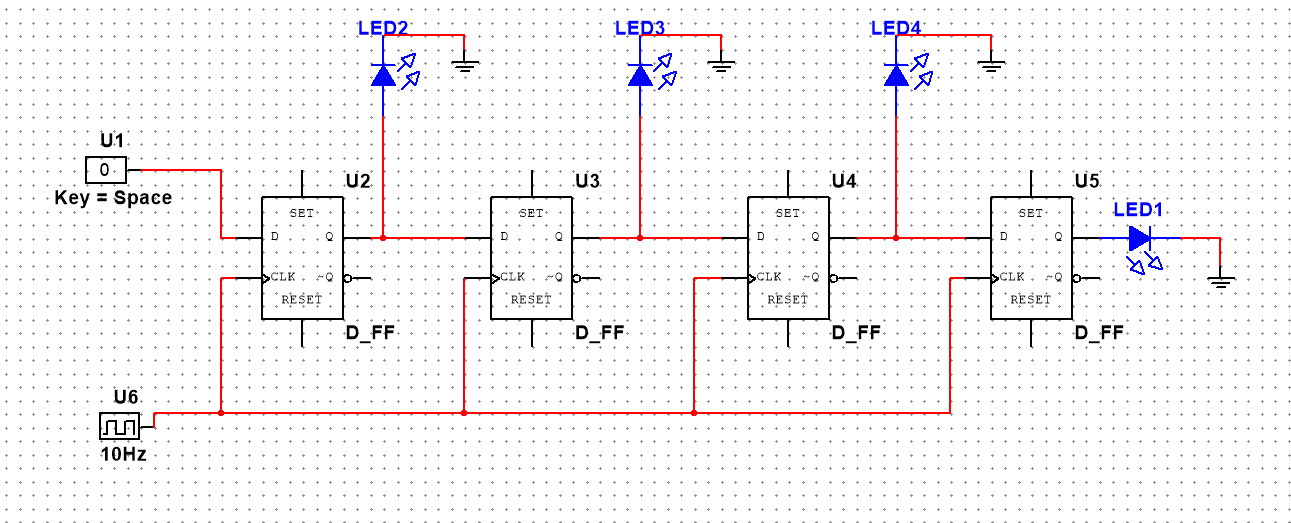 LED2
LED3
LED4
U1
0
Key = Space
U2
SET
D
Q
CLK
~Q
RESET
D_FF
U3
SET
D
Q
CLK
~Q
RESET
D_FF
U4
SET
D
Q
CLK
~Q
RESET
D_FF
U5
SET
D
Q
CLK
~Q
RESET
D_FF
LED1
U6
10Hz